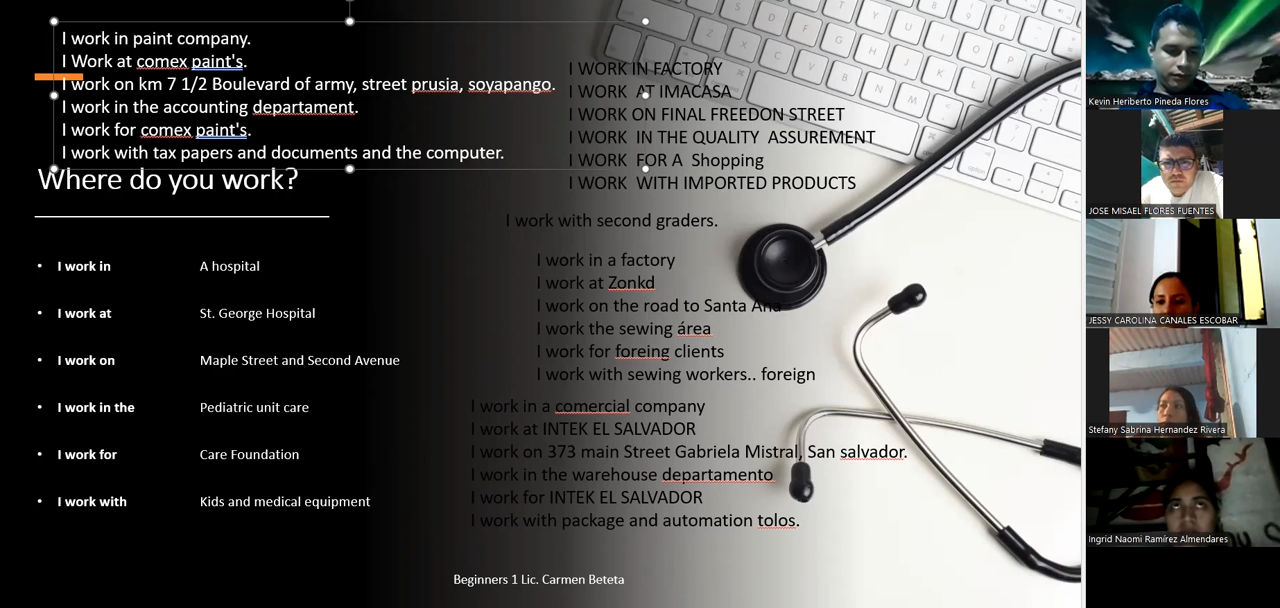 I work in paint company.
I Work at comex paint's.
I work on km 7 1/2 Boulevard of army, street prusia, soyapango.
I work in the accounting departament.
I work for comex paint's.
I work with tax papers and documents and the computer.
Where do you work?
I WORK IN FACTORY
I WORK AT IMACASA
I WORK ON FINAL FREEDON STREET
I WORK IN THE QUALITY ASSUREMENT
I WORK FOR A Shopping
I WORK WITH IMPORTED PRODUCTS
I work with second graders.
I work in a factory
I work at Zonkd
I work on the road to Santa Ana
I work the sewing área
I work for foreing clients
I work with sewing workers.. foreign
• I work in A hospital
• I work at St. George Hospital
• I work on Maple Street and Second Avenue
• I work in the Pediatric unit care
• I work for Care Foundation
• I work with Kids and medical equipment
I work in a comercial company
I work at INTEK EL SALVADOR
I work on 373 main Street Gabriela Mistral, San salvador.
I work in the warehouse departamento
I work for INTEK EL SALVADOR
I work with package and automation tolos.
Beginners 1 Lic. Carmen Beteta
Kevin Heriberto Pineda Flores
JOSE MISAEL FLORES FUENTES
JESSY CAROLINA CANALES ESCOBAR
Stefany Sabrina Hernandez Rivera
Ingrid Naomi Ramírez Almendares